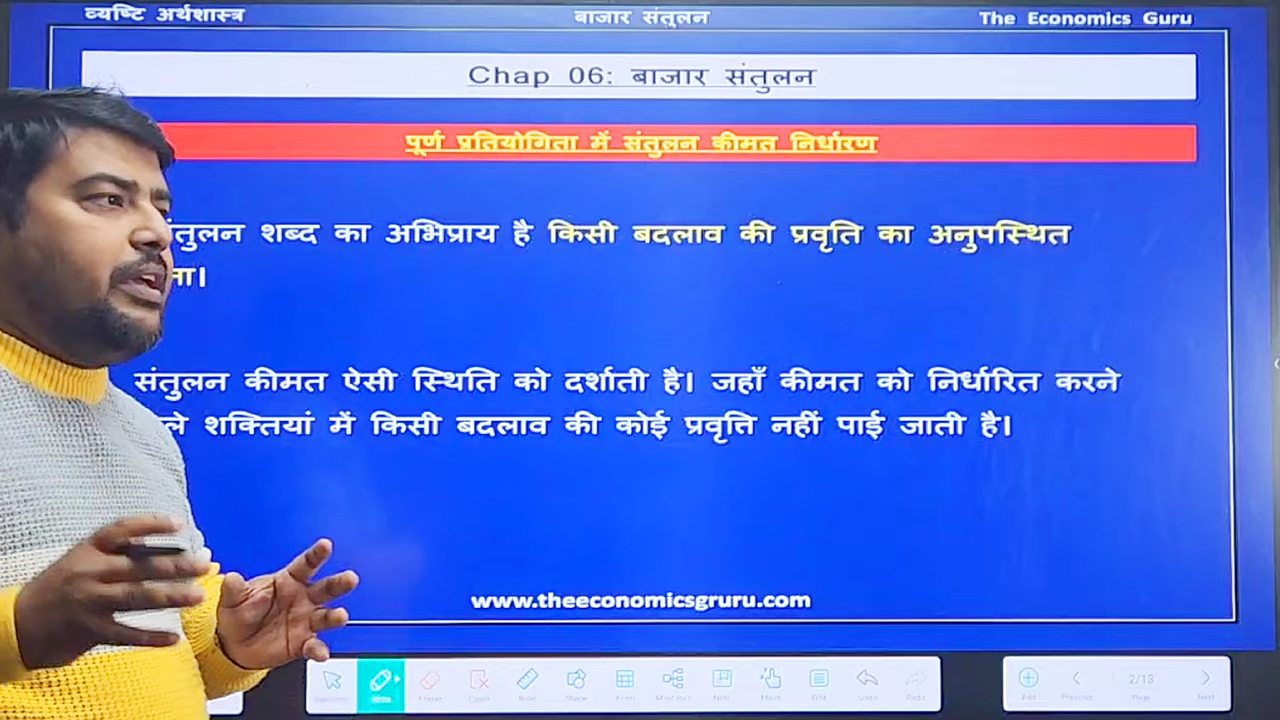 व्यष्टि अर्थशास्त्र बाजार संतुलन The Economics Guru
Chap 06: बाजार संतुलन
पूर्ण प्रतियोगिता में संतुलन कीमत निर्धारण
शब्द का अभिप्राय है किसी बदलाव की प्रवृति का अनुपस्थित
संतुलन कीमत ऐसी स्थिति को दर्शाती है। जहाँ कीमत को निर्धारित करने
शक्तियां में किसी बदलाव की कोई प्रवृत्ति नहीं पाई जाती है।
www.theeconomicsgruru.com
2/13